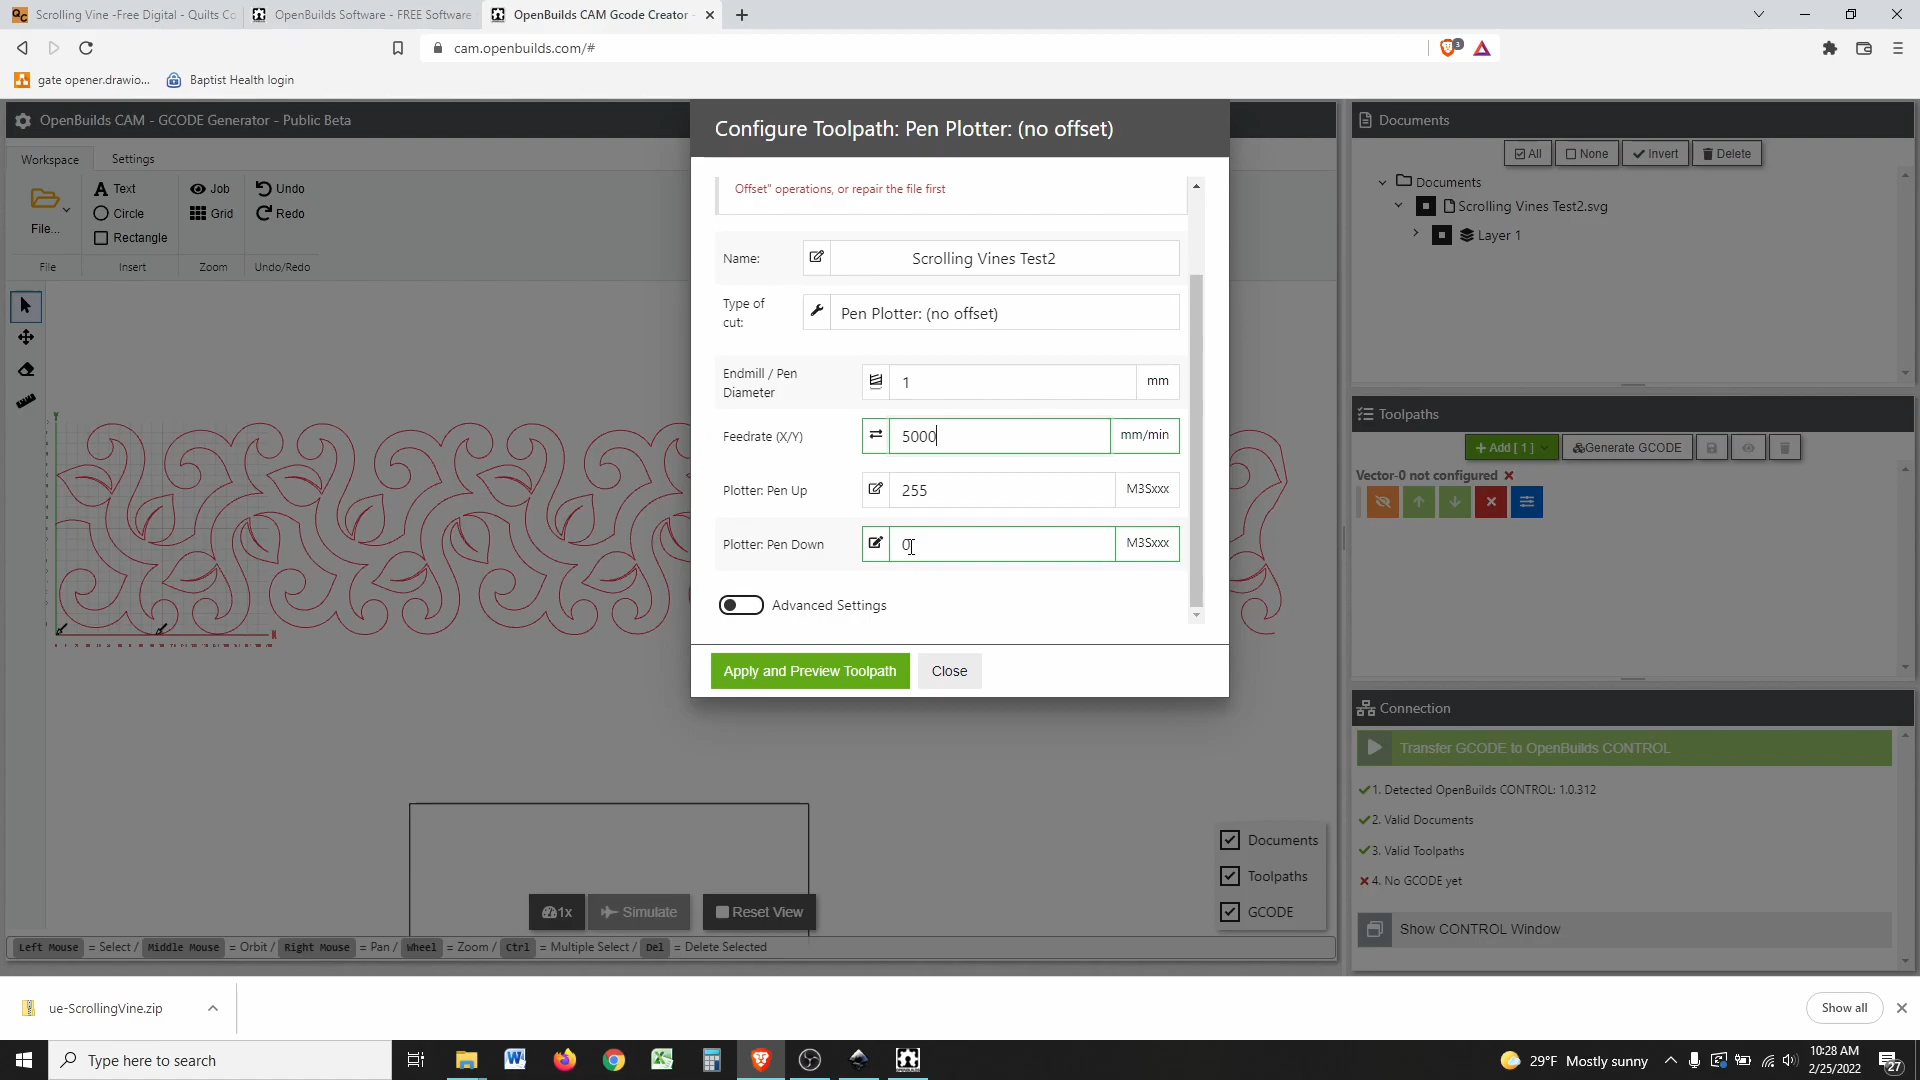 Scrolling Vine -Free Digital - Quilts Co
OpenBuilds Software - FREE Software
OpenBuilds CAM Gcode Creator -
cam.openbuilds.com/#
3
gate opener.drawio...
Baptist Health login
OpenBuilds CAM - GCODE Generator - Public Beta
Workspace
Settings
Text
Circle
Rectangle
Job
Grid
Undo
Redo
File...
File
Insert
Zoom
Undo/Redo
Configure Toolpath: Pen Plotter: (no offset)
Offset" operations, or repair the file first
Name:
Scrolling Vines Test2
Type of
cut:
Pen Plotter: (no offset)
Endmill / Pen
Diameter
1
mm
Feedrate (X/Y)
5000
mm/min
Plotter: Pen Up
255
M3Sxxx
Plotter: Pen Down
0
M3Sxxx
Advanced Settings
Apply and Preview Toolpath
Close
Documents
All
None
Invert
Delete
Documents
Scrolling Vines Test2.svg
Layer 1
Toolpaths
+ Add [ 1 ]
Generate GCODE
Vector-0 not configured
Connection
Transfer GCODE to OpenBuilds CONTROL
1. Detected OpenBuilds CONTROL: 1.0.312
2. Valid Documents
3. Valid Toolpaths
4. No GCODE yet
Show CONTROL Window
Documents
Toolpaths
GCODE
1x
Simulate
Reset View
Left Mouse = Select / Middle Mouse = Orbit / Right Mouse = Pan / Wheel = Zoom / Ctrl = Multiple Select / Del = Delete Selected
ue-ScrollingVine.zip
Show all
Type here to search
29°F Mostly sunny
10:28 AM
2/25/2022
27